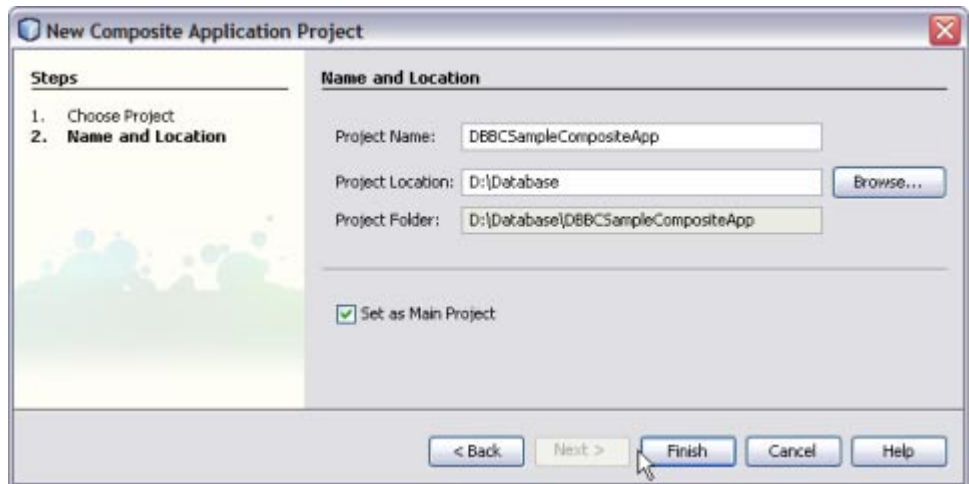 New Composite Application Project
Steps
1. Choose Project
2. Name and Location
Name and Location
Project Name: DBBCSampleCompositeApp
Project Location: D:\Database Browse...
Project Folder: D:\Database\DBBCSampleCompositeApp
Set as Main Project
< Back Next > Finish Cancel Help